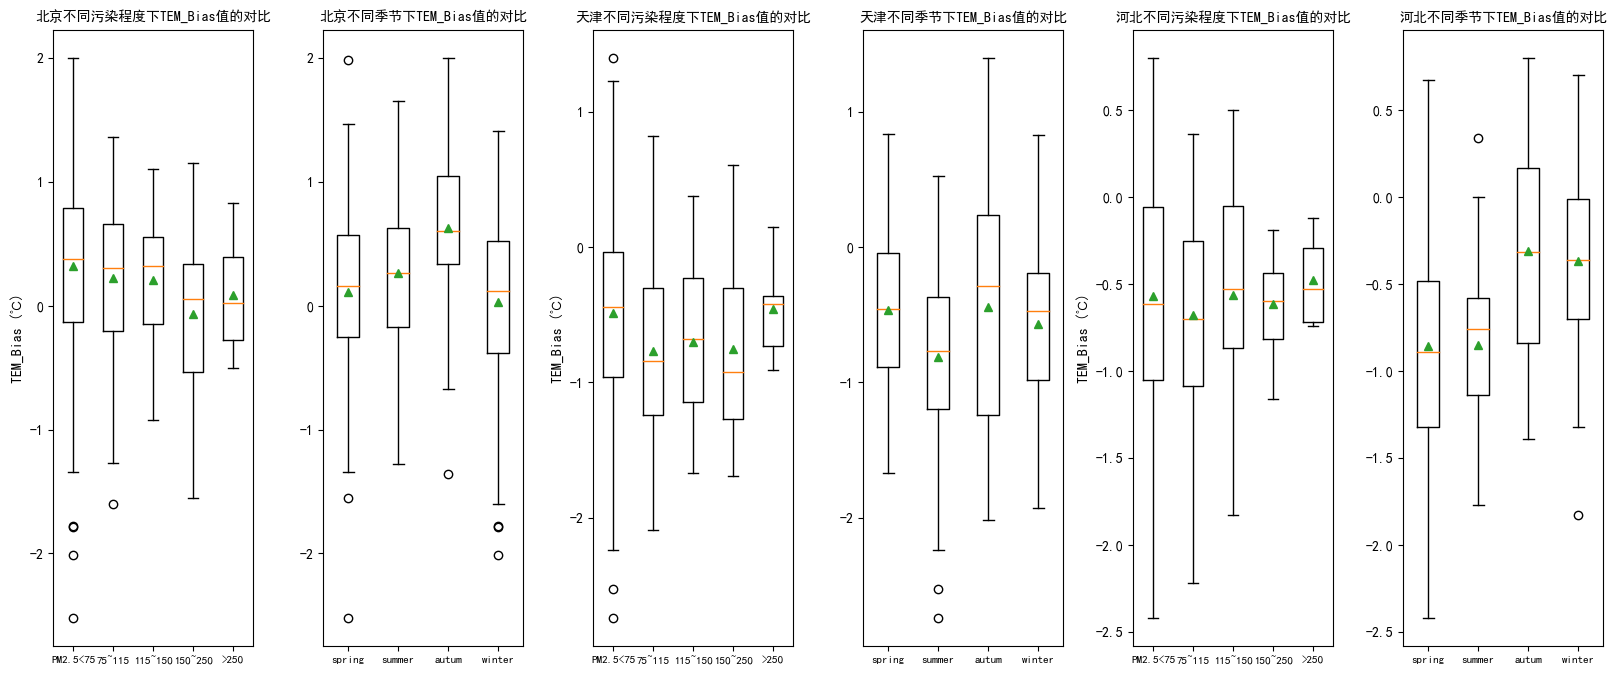 北京不同污染程度下TEM_Bias值的对比
TEM_Bias (℃)
2
1
0
−1
−2
PM2.5<75 75~115 115~150 150~250 >250
北京不同季节下TEM_Bias值的对比
2
1
0
−1
−2
spring summer autum winter
天津不同污染程度下TEM_Bias值的对比
TEM_Bias (℃)
1
0
−1
−2
PM2.5<75 75~115 115~150 150~250 >250
天津不同季节下TEM_Bias值的对比
1
0
−1
−2
spring summer autum winter
河北不同污染程度下TEM_Bias值的对比
TEM_Bias (℃)
0.5
0.0
−0.5
−1.0
−1.5
−2.0
−2.5
PM2.5<75 75~115 115~150 150~250 >250
河北不同季节下TEM_Bias值的对比
0.5
0.0
−0.5
−1.0
−1.5
−2.0
−2.5
spring summer autum winter